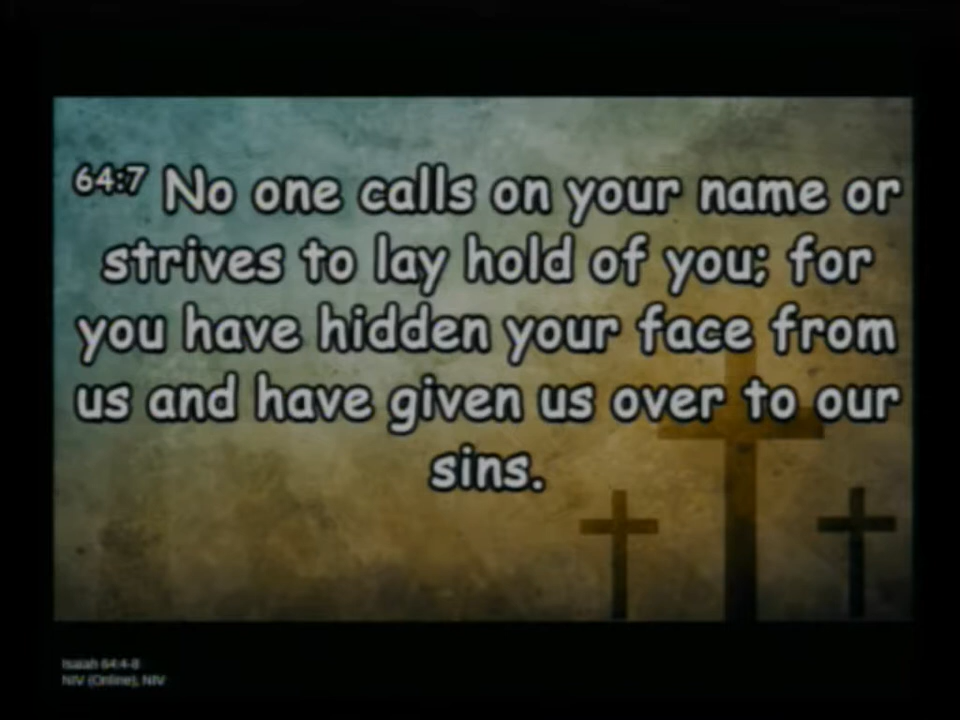 64:7 No one calls on your name or
strives to lay hold of you; for
you have hidden your face from
us and have given us over to our
sins.
Isaiah 64:4-8
NIV (Online), NIV